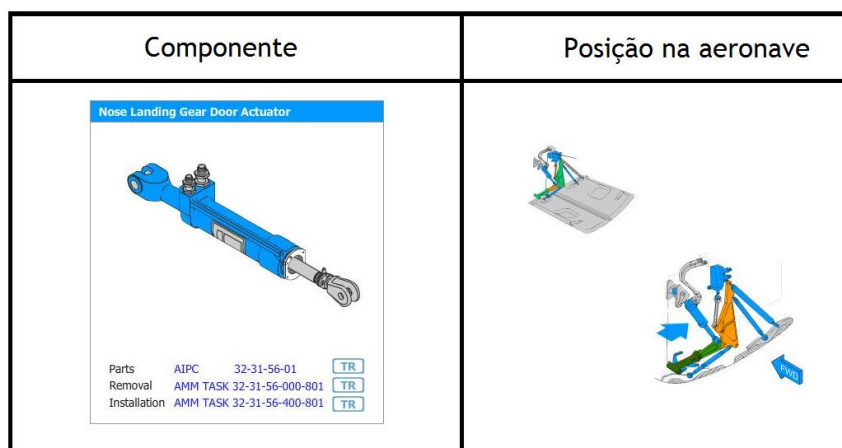 Componente
Posição na aeronave
Nose Landing Gear Door Actuator
Parts AIPC 32-31-56-01 TR
Removal AMM TASK 32-31-56-000-801 TR
Installation AMM TASK 32-31-56-400-801 TR
FWD